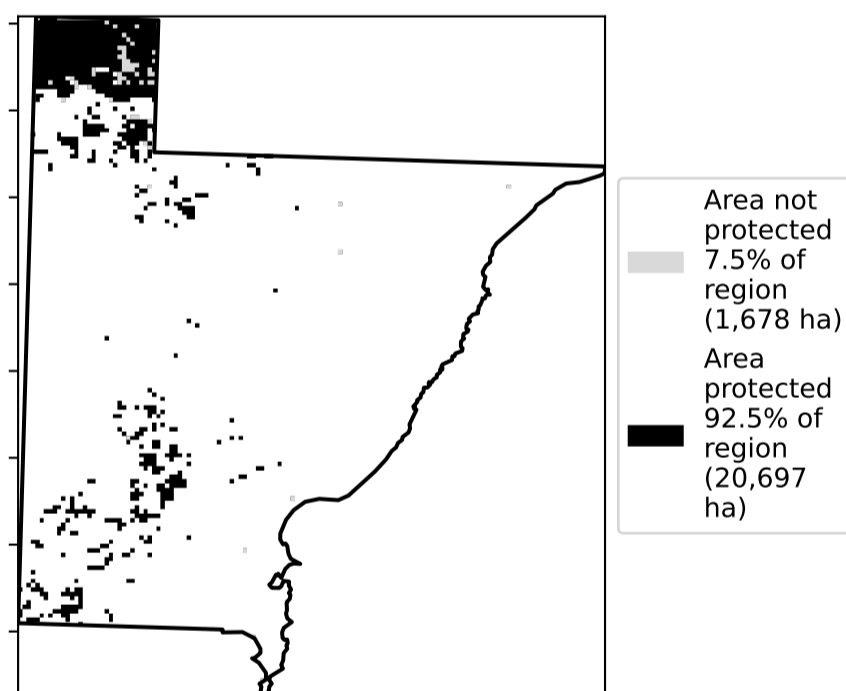 Area not
protected
7.5% of
region
(1,678 ha)
Area
protected
92.5% of
region
(20,697
ha)